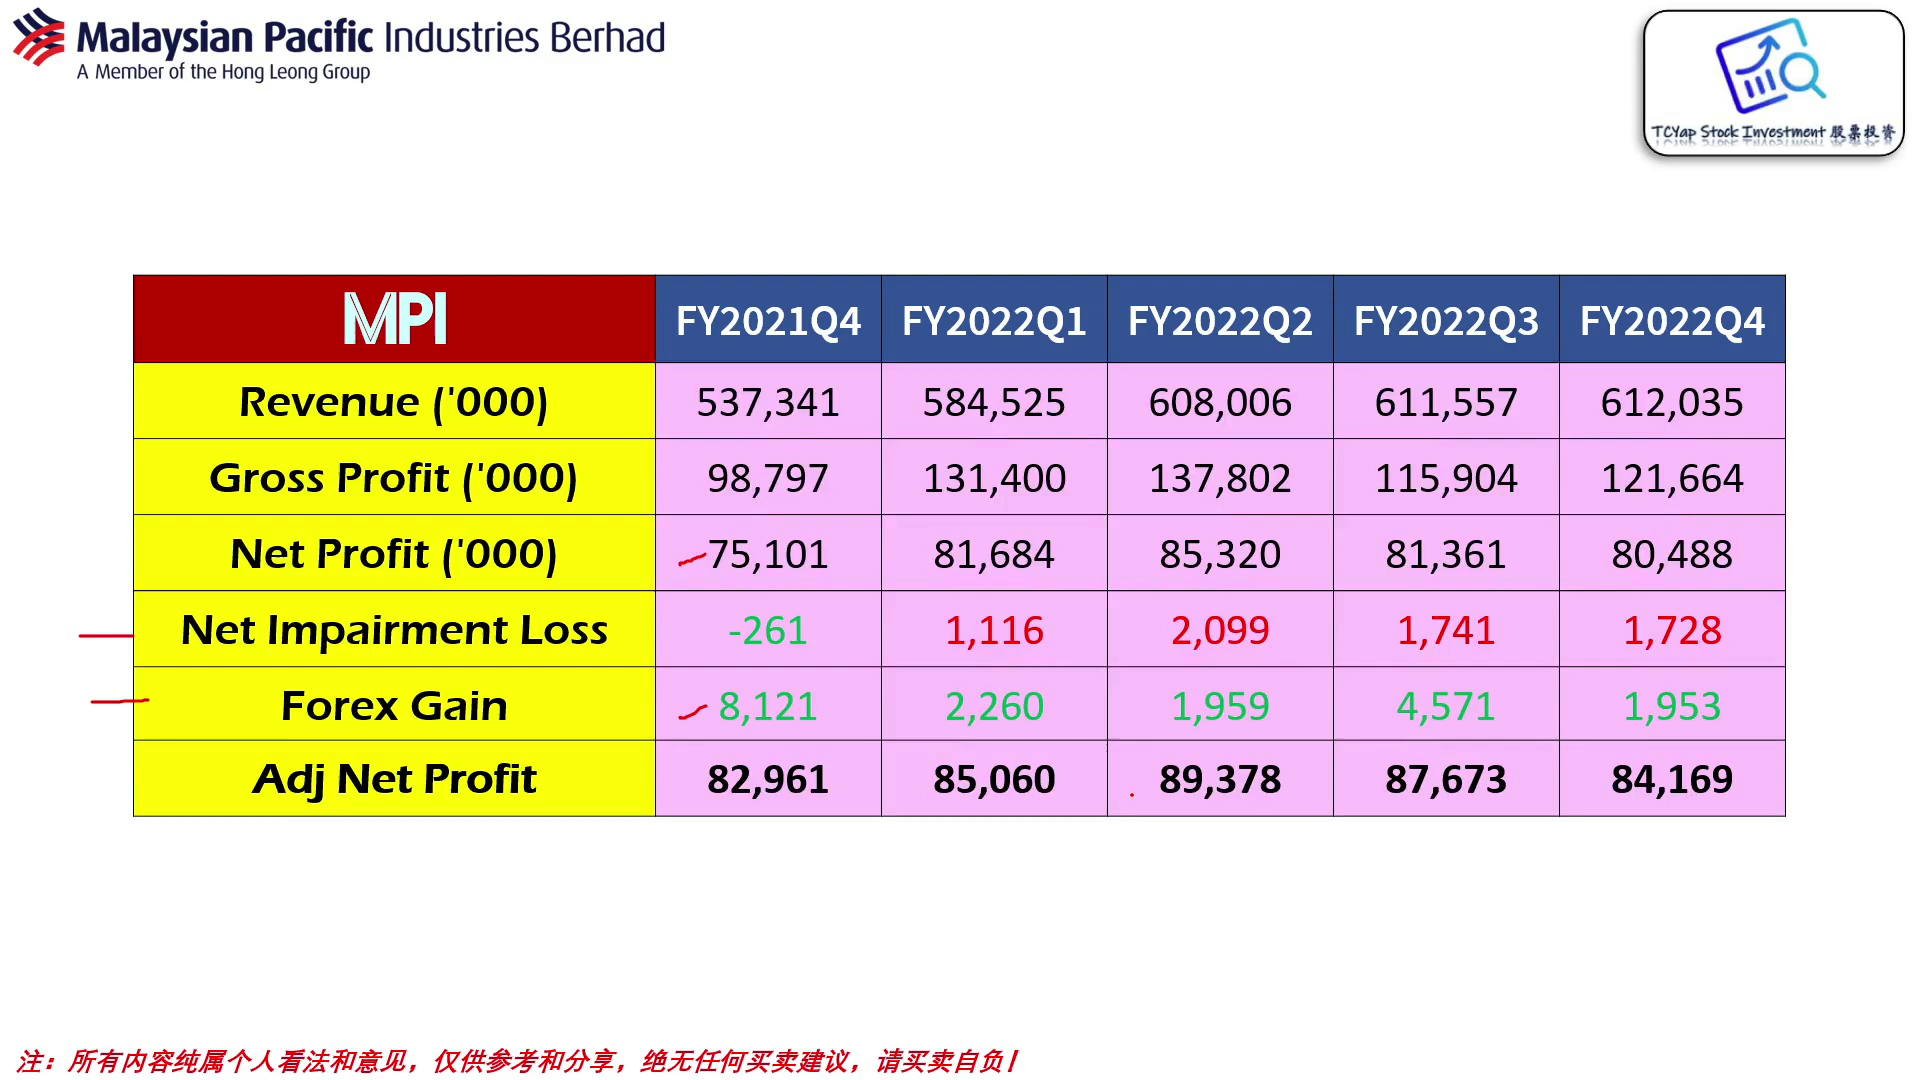 Malaysian Pacific Industries Berhad
A Member of the Hong Leong Group
TCYap Stock Investment 股票投资
MPI FY2021Q4 FY2022Q1 FY2022Q2 FY2022Q3 FY2022Q4
Revenue ('000) 537,341 584,525 608,006 611,557 612,035
Gross Profit ('000) 98,797 131,400 137,802 115,904 121,664
Net Profit ('000) 75,101 81,684 85,320 81,361 80,488
Net Impairment Loss -261 1,116 2,099 1,741 1,728
Forex Gain 8,121 2,260 1,959 4,571 1,953
Adj Net Profit 82,961 85,060 89,378 87,673 84,169
注：所有内容纯属个人看法和意见，仅供参考和分享，绝无任何买卖建议，请买卖自负！